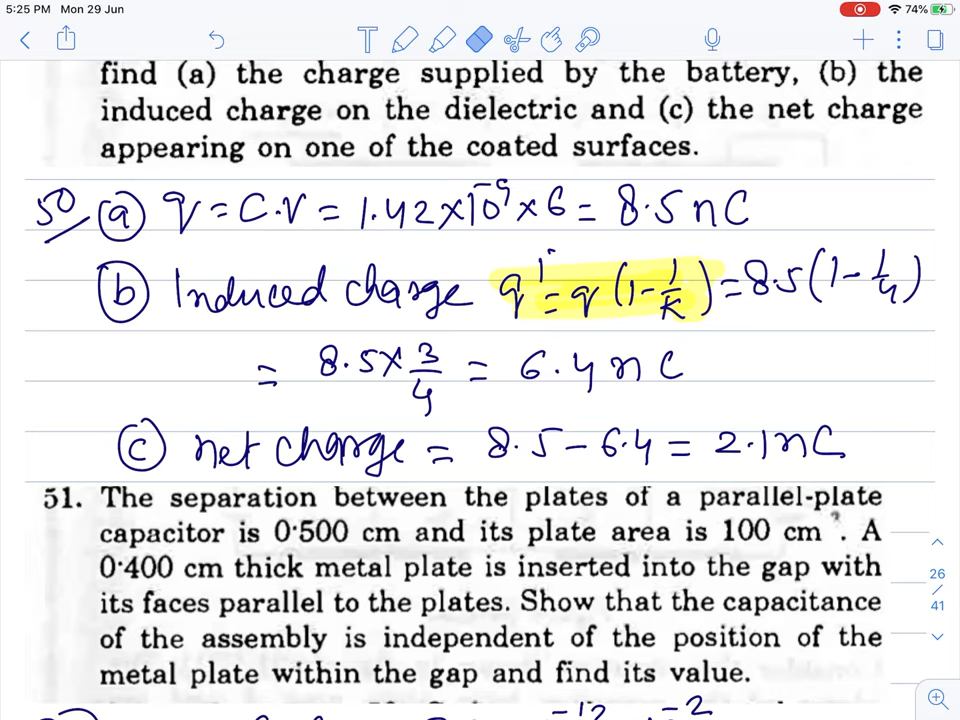 5:25 PM Mon 29 Jun
74%
find (a) the charge supplied by the battery, (b) the
induced charge on the dielectric and (c) the net charge
appearing on one of the coated surfaces.
50 (a) q = C.V = 1.42×10⁻⁹×6 = 8.5 nC
(b) Induced charge q' = q (1-1/K) = 8.5 (1-1/4)
= 8.5×3/4 = 6.4 nC
(c) net charge = 8.5 - 6.4 = 2.1 nC
51. The separation between the plates of a parallel-plate
capacitor is 0·500 cm and its plate area is 100 cm². A
0·400 cm thick metal plate is inserted into the gap with
its faces parallel to the plates. Show that the capacitance
of the assembly is independent of the position of the
metal plate within the gap and find its value.
26
/
41